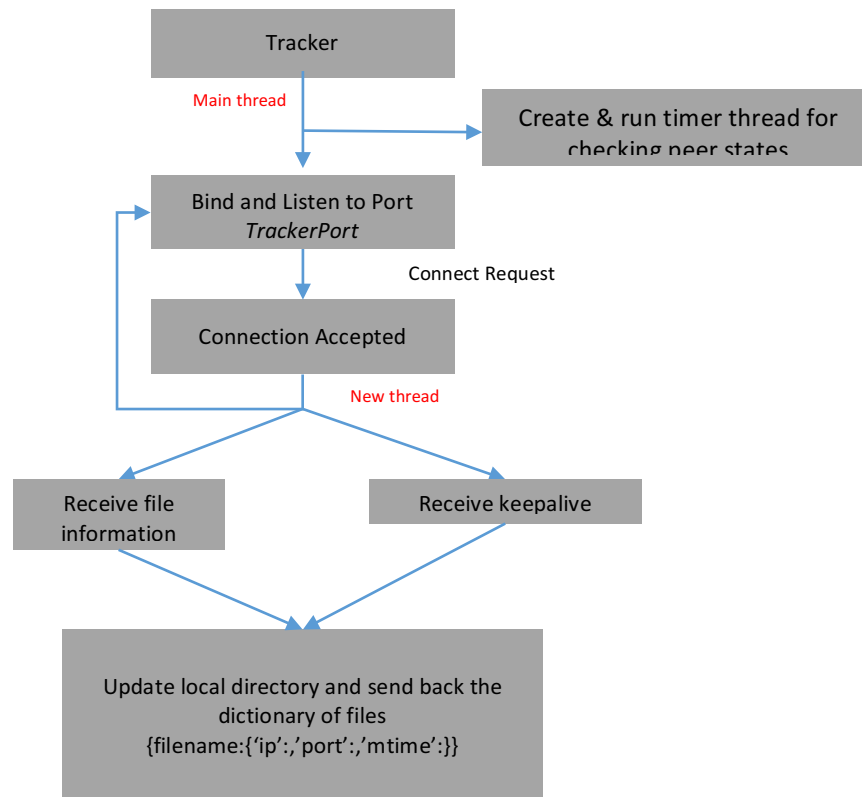 Tracker
Main thread
Create & run timer thread for
checking peer states
Bind and Listen to Port
TrackerPort
Connect Request
Connection Accepted
New thread
Receive file
information
Receive keepalive
Update local directory and send back the
dictionary of files
{filename:{‘ip’:,’port’:,’mtime’:}}